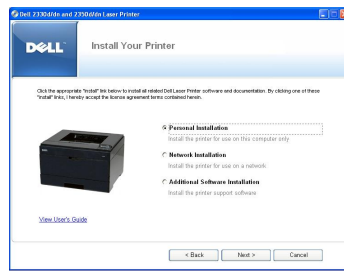 Dell 2330d/dn and 2350d/dn Laser Printer
DELL
Install Your Printer
Click the appropriate "Install" link below to install all related Dell Laser Printer software and documentation. By clicking one of these
"Install" links, I hereby accept the license agreement terms contained herein.
Personal Installation
Install the printer for use on this computer only
Network Installation
Install the printer for use on a network
Additional Software Installation
Install the printer support software
View User's Guide
< Back
Next >
Cancel